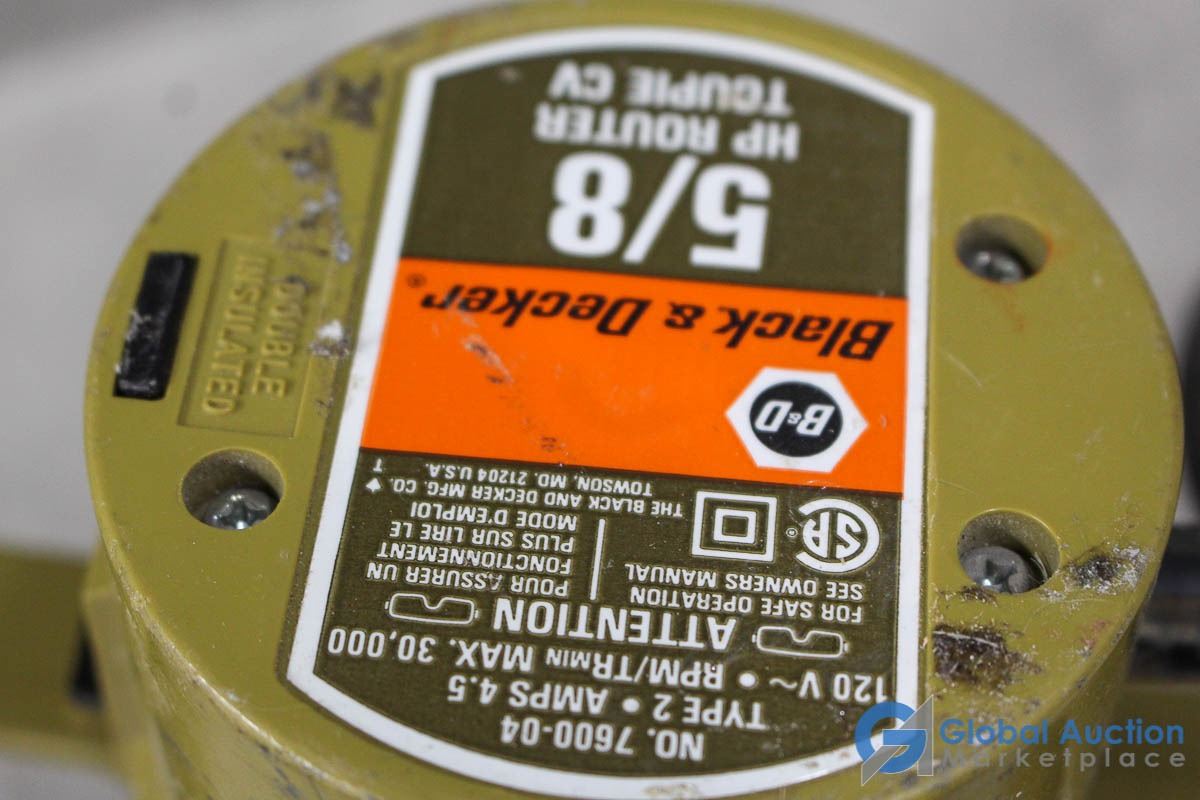 NO. 7600-04
TYPE 2 • AMPS 4.5
120 V ~ • RPM/TRMIN MAX. 30,000
ATTENTION
FOR SAFE OPERATION
SEE OWNERS MANUAL
POUR ASSURER UN
FONCTIONNEMENT
PLUS SUR LIRE LE
MODE D'EMPLOI
SA
THE BLACK AND DECKER MFG. CO.
TOWSON, MD. 21204 U.S.A.
T
B&D
Black & Decker®
5/8
HP ROUTER
TOUPIE CV
DOUBLE
INSULATED
Global Auction
Marketplace